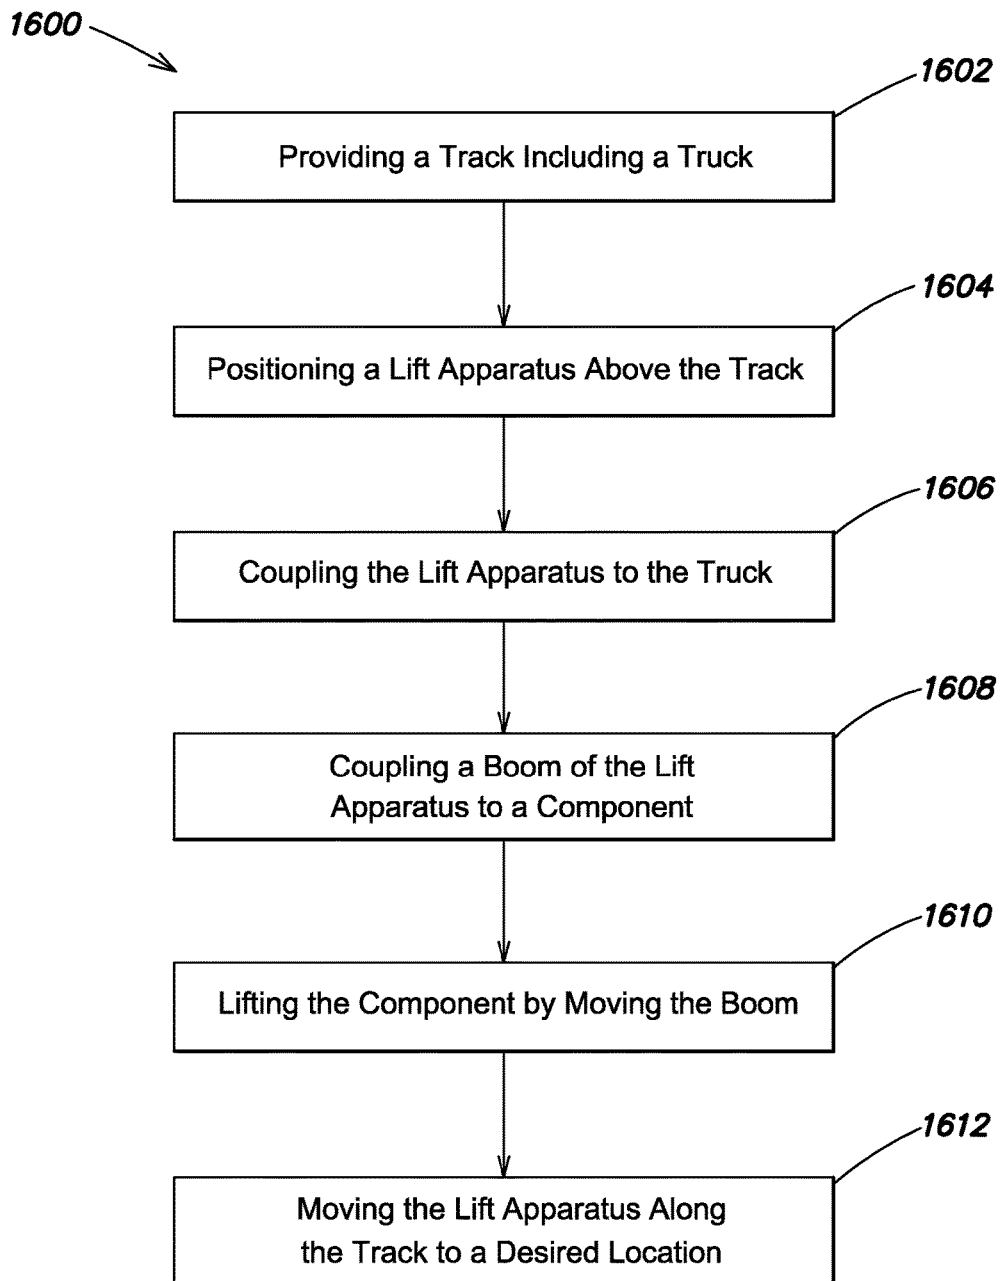 1600
1602
Providing a Track Including a Truck
1604
Positioning a Lift Apparatus Above the Track
1606
Coupling the Lift Apparatus to the Truck
1608
Coupling a Boom of the Lift
Apparatus to a Component
1610
Lifting the Component by Moving the Boom
1612
Moving the Lift Apparatus Along
the Track to a Desired Location